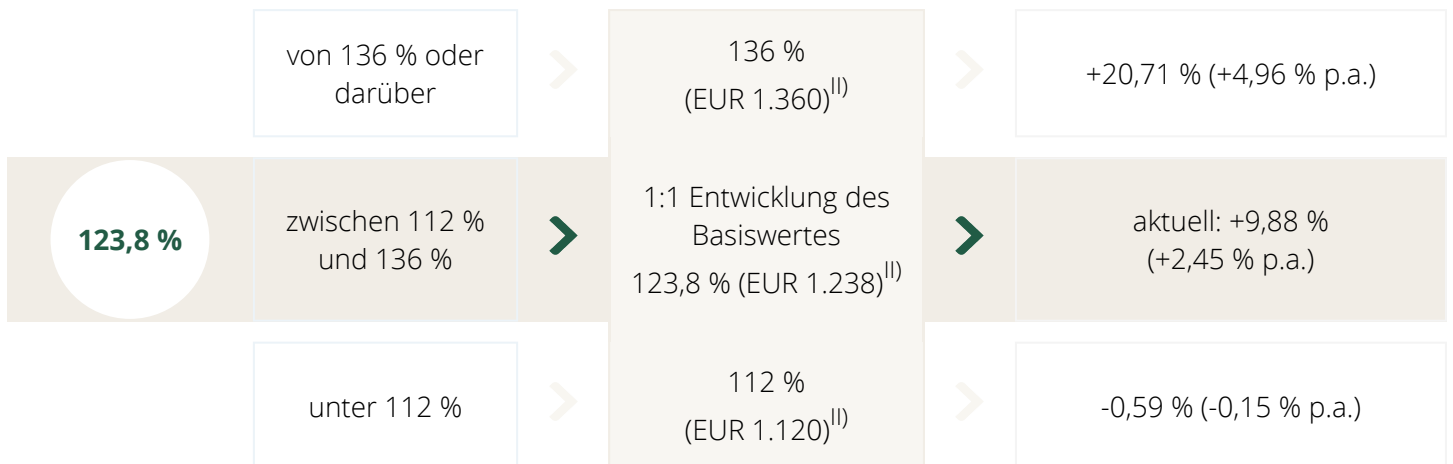 von 136 % oder
darüber
136 %
(EUR 1.360)II)
+20,71 % (+4,96 % p.a.)
123,8 %
zwischen 112 %
und 136 %
1:1 Entwicklung des
Basiswertes
123,8 % (EUR 1.238)II)
aktuell: +9,88 %
(+2,45 % p.a.)
unter 112 %
112 %
(EUR 1.120)II)
-0,59 % (-0,15 % p.a.)